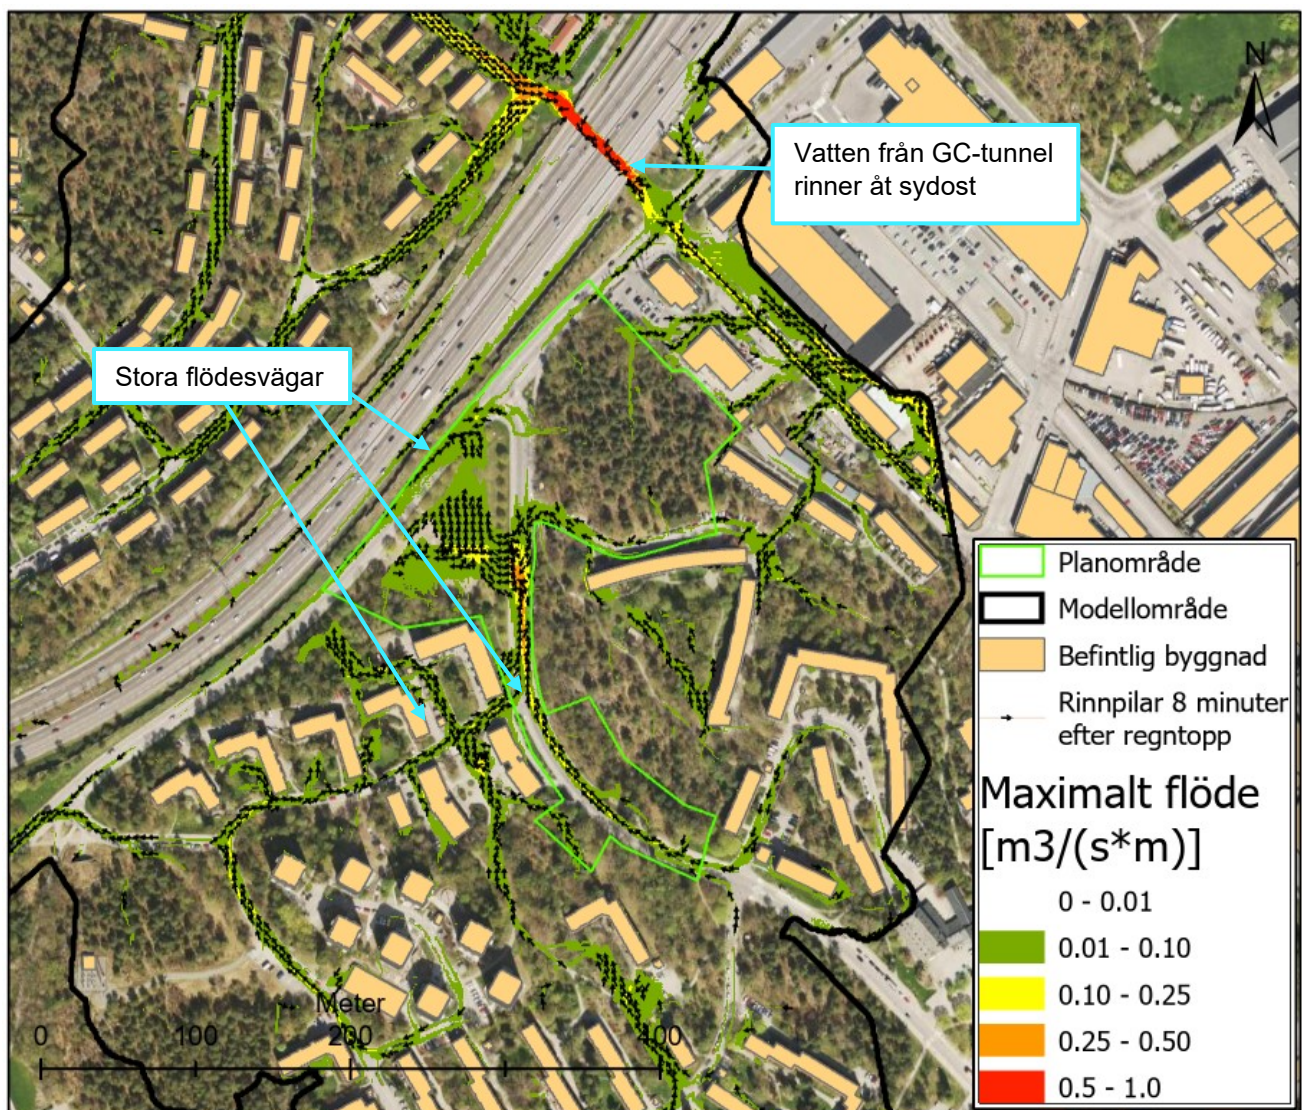 N
Vatten från GC-tunnel
rinner åt sydost
Stora flödesvägar
Planområde
Modellområde
Befintlig byggnad
Rinnpilar 8 minuter
efter regntopp
Maximalt flöde
[m3/(s*m)]
0 - 0.01
0.01 - 0.10
0.10 - 0.25
0.25 - 0.50
0.5 - 1.0
Meter
0 100 200 400